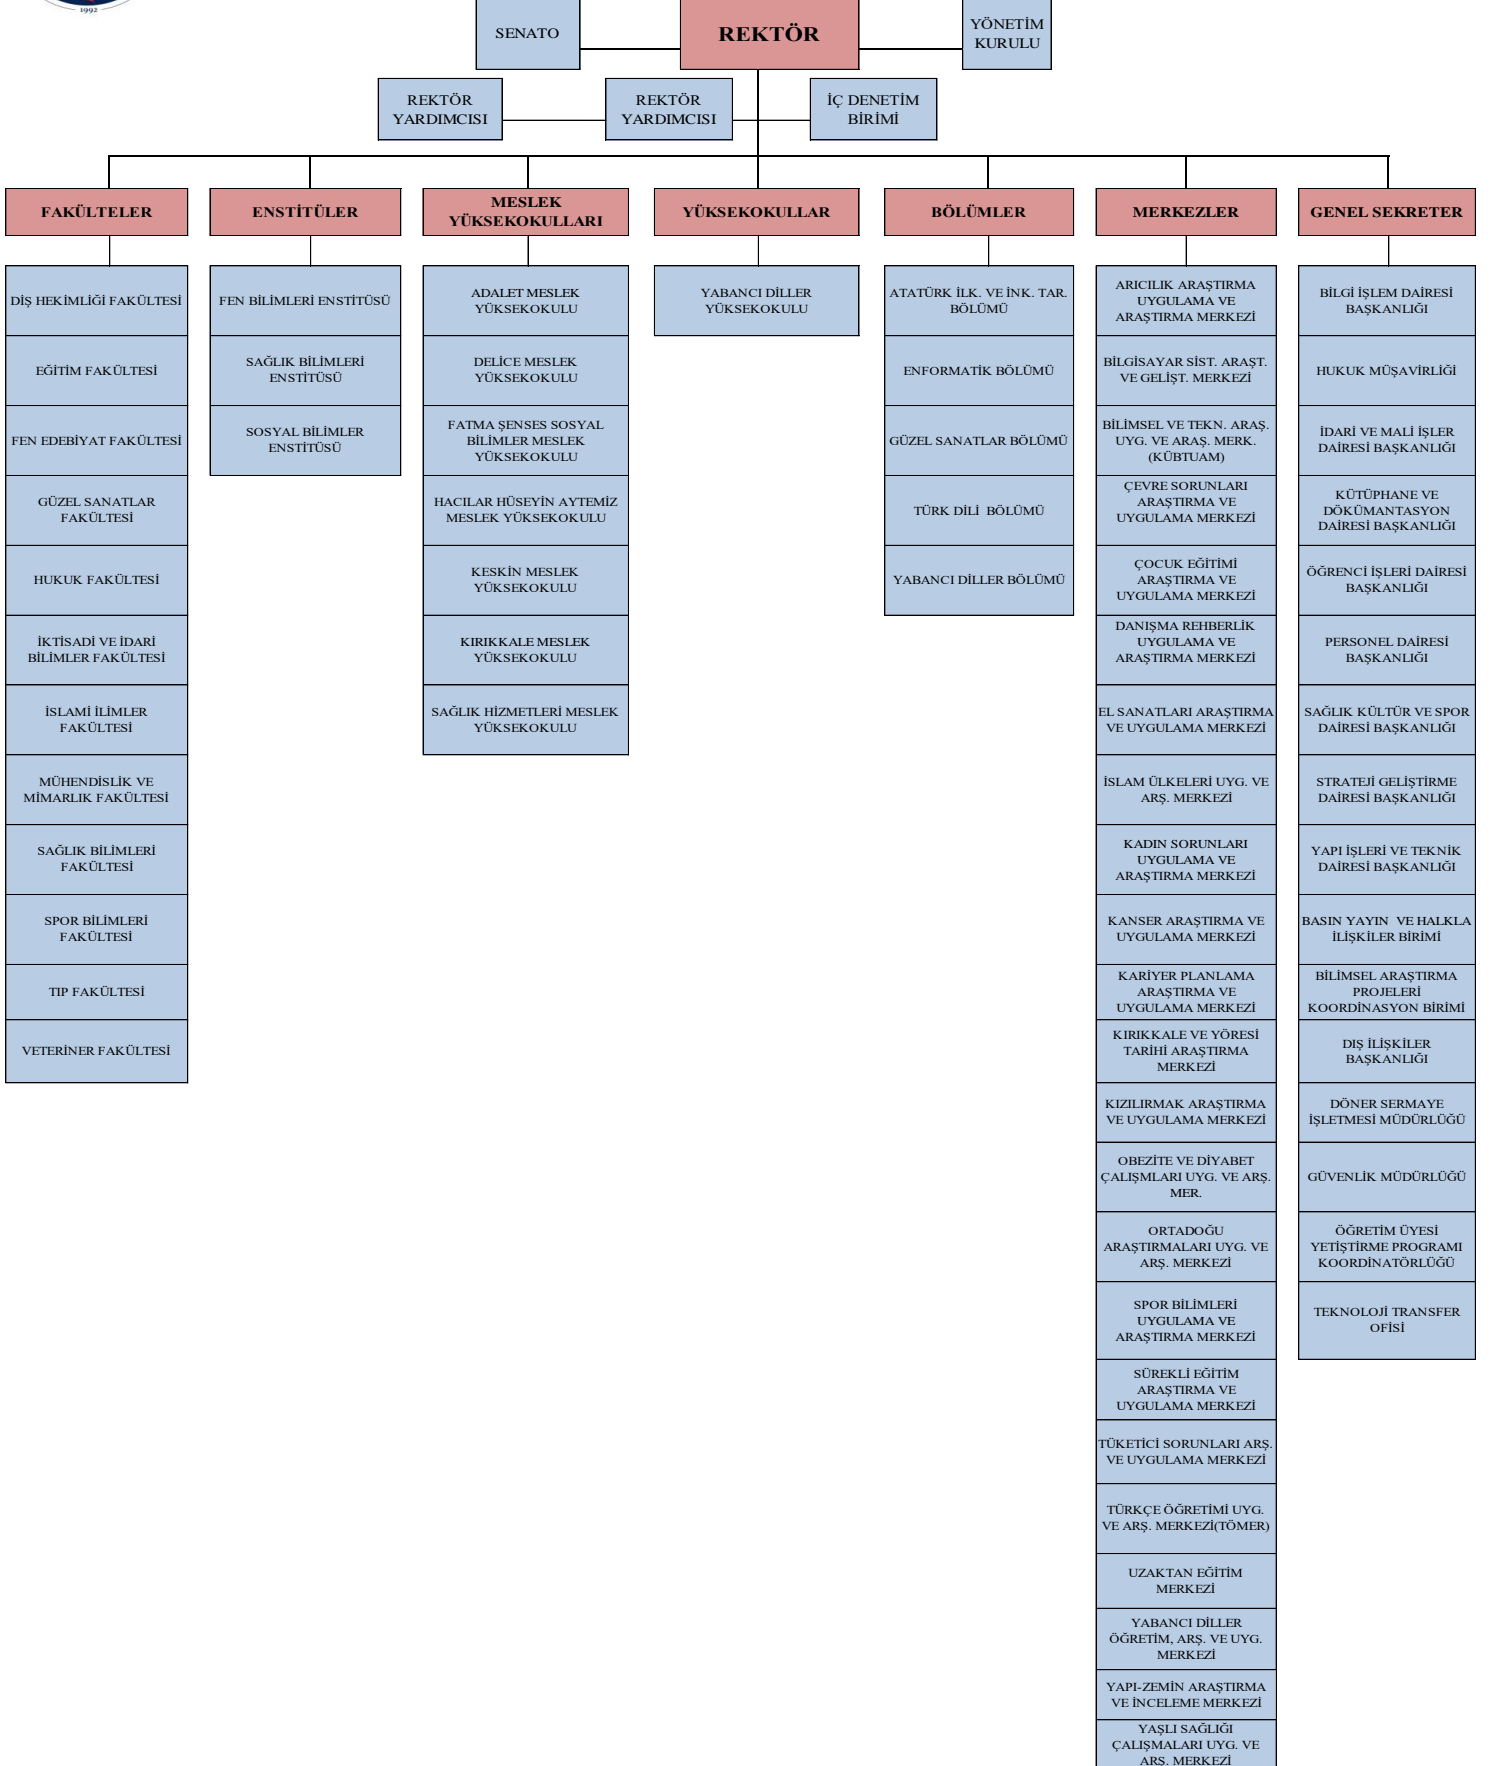 1992
SENATO
REKTÖR
YÖNETİM
KURULU
REKTÖR
YARDIMCISI
REKTÖR
YARDIMCISI
İÇ DENETİM
BİRİMİ
FAKÜLTELER
DİŞ HEKİMLİĞİ FAKÜLTESİ
EĞİTİM FAKÜLTESİ
FEN EDEBİYAT FAKÜLTESİ
GÜZEL SANATLAR
FAKÜLTESİ
HUKUK FAKÜLTESİ
İKTİSADİ VE İDARİ
BİLİMLER FAKÜLTESİ
İSLAMİ İLİMLER
FAKÜLTESİ
MÜHENDİSLİK VE
MİMARLIK FAKÜLTESİ
SAĞLIK BİLİMLERİ
FAKÜLTESİ
SPOR BİLİMLERİ
FAKÜLTESİ
TIP FAKÜLTESİ
VETERİNER FAKÜLTESİ
ENSTİTÜLER
FEN BİLİMLERİ ENSTİTÜSÜ
SAĞLIK BİLİMLERİ
ENSTİTÜSÜ
SOSYAL BİLİMLER
ENSTİTÜSÜ
MESLEK
YÜKSEKOKULLARI
ADALET MESLEK
YÜKSEKOKULU
DELİCE MESLEK
YÜKSEKOKULU
FATMA ŞENSES SOSYAL
BİLİMLER MESLEK
YÜKSEKOKULU
HACILAR HÜSEYİN AYTEMİZ
MESLEK YÜKSEKOKULU
KESKİN MESLEK
YÜKSEKOKULU
KIRIKKALE MESLEK
YÜKSEKOKULU
SAĞLIK HİZMETLERİ MESLEK
YÜKSEKOKULU
YÜKSEKOKULLAR
YABANCI DİLLER
YÜKSEKOKULU
BÖLÜMLER
ATATÜRK İLK. VE İNK. TAR.
BÖLÜMÜ
ENFORMATİK BÖLÜMÜ
GÜZEL SANATLAR BÖLÜMÜ
TÜRK DİLİ  BÖLÜMÜ
YABANCI DİLLER BÖLÜMÜ
MERKEZLER
ARICILIK ARAŞTIRMA
UYGULAMA VE
ARAŞTIRMA MERKEZİ
BİLGİSAYAR SİST. ARAŞT.
VE GELİŞT. MERKEZİ
BİLİMSEL VE TEKN. ARAŞ.
UYG. VE ARAŞ. MERK.
(KÜBTUAM)
ÇEVRE SORUNLARI
ARAŞTIRMA VE
UYGULAMA MERKEZİ
ÇOCUK EĞİTİMİ
ARAŞTIRMA VE
UYGULAMA MERKEZİ
DANIŞMA REHBERLİK
UYGULAMA VE
ARAŞTIRMA MERKEZİ
EL SANATLARI ARAŞTIRMA
VE UYGULAMA MERKEZİ
İSLAM ÜLKELERİ UYG. VE
ARŞ. MERKEZİ
KADIN SORUNLARI
UYGULAMA VE
ARAŞTIRMA MERKEZİ
KANSER ARAŞTIRMA VE
UYGULAMA MERKEZİ
KARİYER PLANLAMA
ARAŞTIRMA VE
UYGULAMA MERKEZİ
KIRIKKALE VE YÖRESİ
TARİHİ ARAŞTIRMA
MERKEZİ
KIZILIRMAK ARAŞTIRMA
VE UYGULAMA MERKEZİ
OBEZİTE VE DİYABET
ÇALIŞMLARI UYG. VE ARŞ.
MER.
ORTADOĞU
ARAŞTIRMALARI UYG. VE
ARŞ. MERKEZİ
SPOR BİLİMLERİ
UYGULAMA VE
ARAŞTIRMA MERKEZİ
SÜREKLİ EĞİTİM
ARAŞTIRMA VE
UYGULAMA MERKEZİ
TÜKETİCİ SORUNLARI ARŞ.
VE UYGULAMA MERKEZİ
TÜRKÇE ÖĞRETİMİ UYG.
VE ARŞ. MERKEZİ(TÖMER)
UZAKTAN EĞİTİM
MERKEZİ
YABANCI DİLLER
ÖĞRETİM, ARŞ. VE UYG.
MERKEZİ
YAPI-ZEMİN ARAŞTIRMA
VE İNCELEME MERKEZİ
YAŞLI SAĞLIĞI
ÇALIŞMALARI UYG. VE
ARŞ. MERKEZİ
GENEL SEKRETER
BİLGİ İŞLEM DAİRESİ
BAŞKANLIĞI
HUKUK MÜŞAVİRLİĞİ
İDARİ VE MALİ İŞLER
DAİRESİ BAŞKANLIĞI
KÜTÜPHANE VE
DÖKÜMANTASYON
DAİRESİ BAŞKANLIĞI
ÖĞRENCİ İŞLERİ DAİRESİ
BAŞKANLIĞI
PERSONEL DAİRESİ
BAŞKANLIĞI
SAĞLIK KÜLTÜR VE SPOR
DAİRESİ BAŞKANLIĞI
STRATEJİ GELİŞTİRME
DAİRESİ BAŞKANLIĞI
YAPI İŞLERİ VE TEKNİK
DAİRESİ BAŞKANLIĞI
BASIN YAYIN  VE HALKLA
İLİŞKİLER BİRİMİ
BİLİMSEL ARAŞTIRMA
PROJELERİ
KOORDİNASYON BİRİMİ
DIŞ İLİŞKİLER
BAŞKANLIĞI
DÖNER SERMAYE
İŞLETMESİ MÜDÜRLÜĞÜ
GÜVENLİK MÜDÜRLÜĞÜ
ÖĞRETİM ÜYESİ
YETİŞTİRME PROGRAMI
KOORDİNATÖRLÜĞÜ
TEKNOLOJİ TRANSFER
OFİSİ